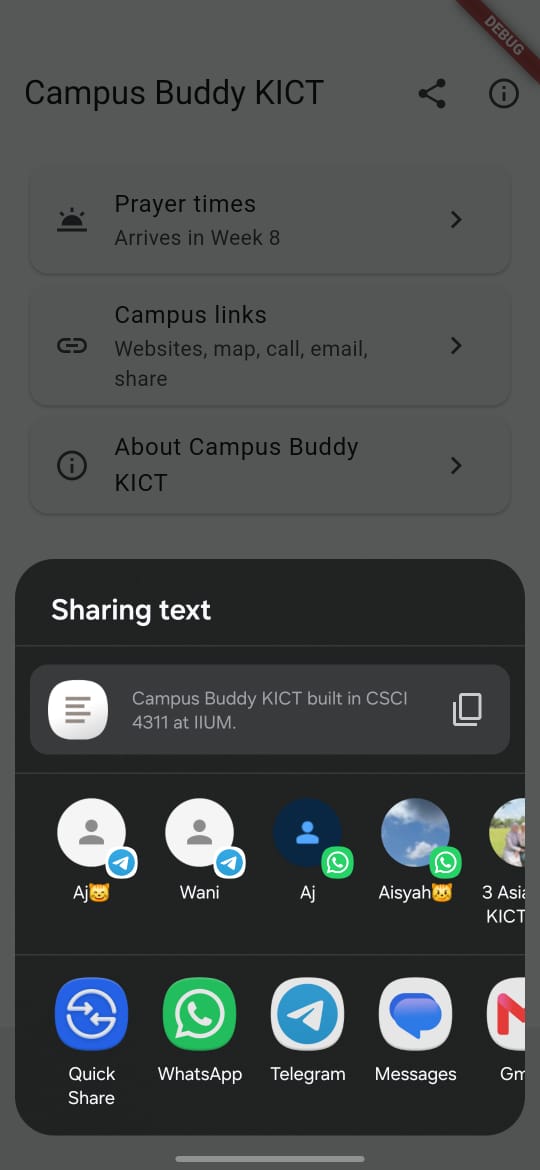 DEBUG
Campus Buddy KICT
Prayer times
Arrives in Week 8
Campus links
Websites, map, call, email,
share
About Campus Buddy
KICT
Sharing text
Campus Buddy KICT built in CSCI
4311 at IIUM.
Aj😺
Wani
Aj
Aisyah😼
3 Asia
KICT
Quick
Share
WhatsApp
Telegram
Messages
Gm